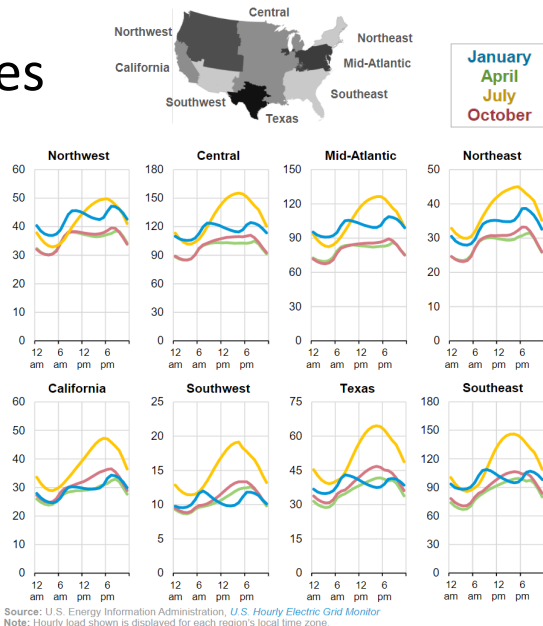 es
Central
Northwest
Northeast
California
Mid-Atlantic
Southwest
Southeast
Texas
January
April
July
October
Northwest
60
50
40
30
20
10
0
12 am
6 am
12 pm
6 pm
Central
180
150
120
90
60
30
0
12 am
6 am
12 pm
6 pm
Mid-Atlantic
150
120
90
60
30
0
12 am
6 am
12 pm
6 pm
Northeast
50
40
30
20
10
0
12 am
6 am
12 pm
6 pm
California
60
50
40
30
20
10
0
12 am
6 am
12 pm
6 pm
Southwest
25
20
15
10
5
0
12 am
6 am
12 pm
6 pm
Texas
75
60
45
30
15
0
12 am
6 am
12 pm
6 pm
Southeast
180
150
120
90
60
30
0
12 am
6 am
12 pm
6 pm
Source: U.S. Energy Information Administration, U.S. Hourly Electric Grid Monitor
Note: Hourly load shown is displayed for each region's local time zone.